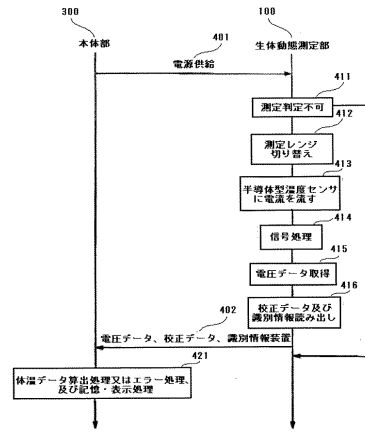 300
100
本体部
生体動態測定部
401
電源供給
411
測定判定不可
412
測定レンジ
切り替え
413
半導体型温度センサ
に電流を流す
414
信号処理
415
電圧データ取得
416
校正データ及び
識別情報読み出し
402
電圧データ、校正データ、識別情報装置
421
体温データ算出処理又はエラー処理、
及び記憶・表示処理